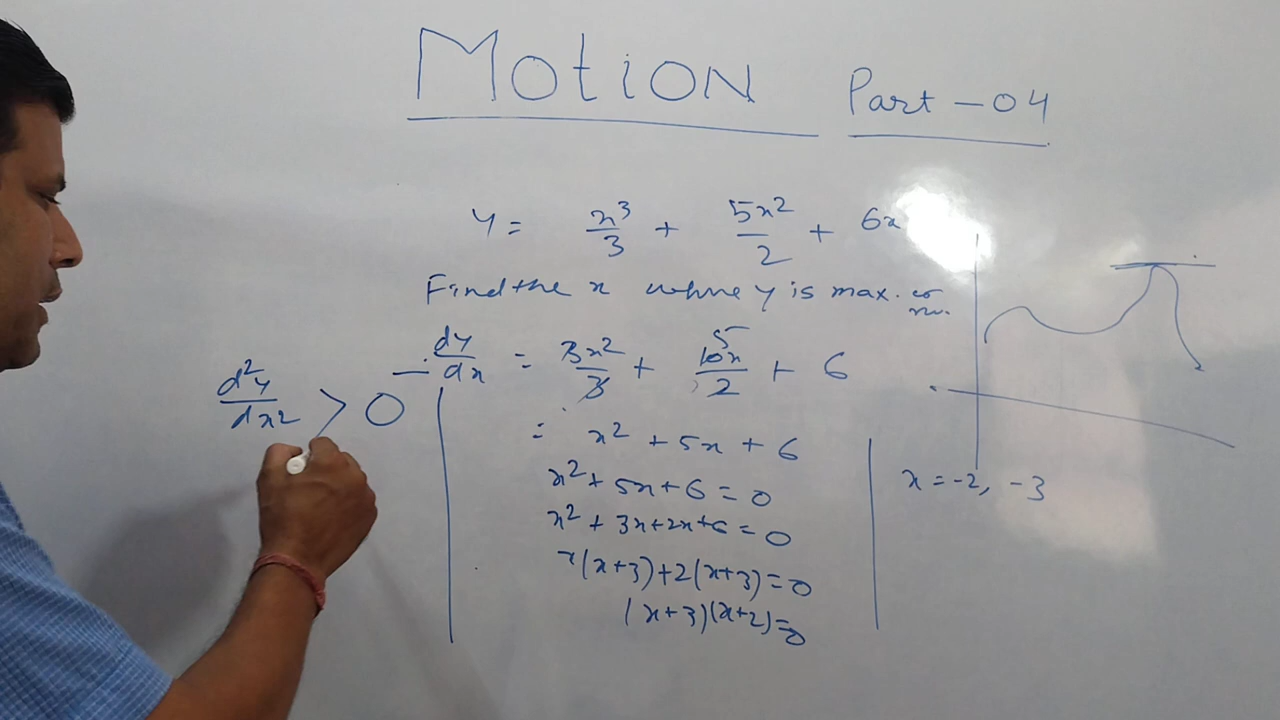 MOTION Part - 04
y = x³/3 + 5x²/2 + 6x
Find the x where y is max. or
dy/dx = 3x²/3 + 5 10x/2 + 6
d²y/dx² > 0
= x² + 5x + 6
x² + 5x + 6 = 0
x² + 3x + 2x + 6 = 0
x(x+3) + 2(x+3) = 0
(x+3)(x+2) = 0
x = -2, -3